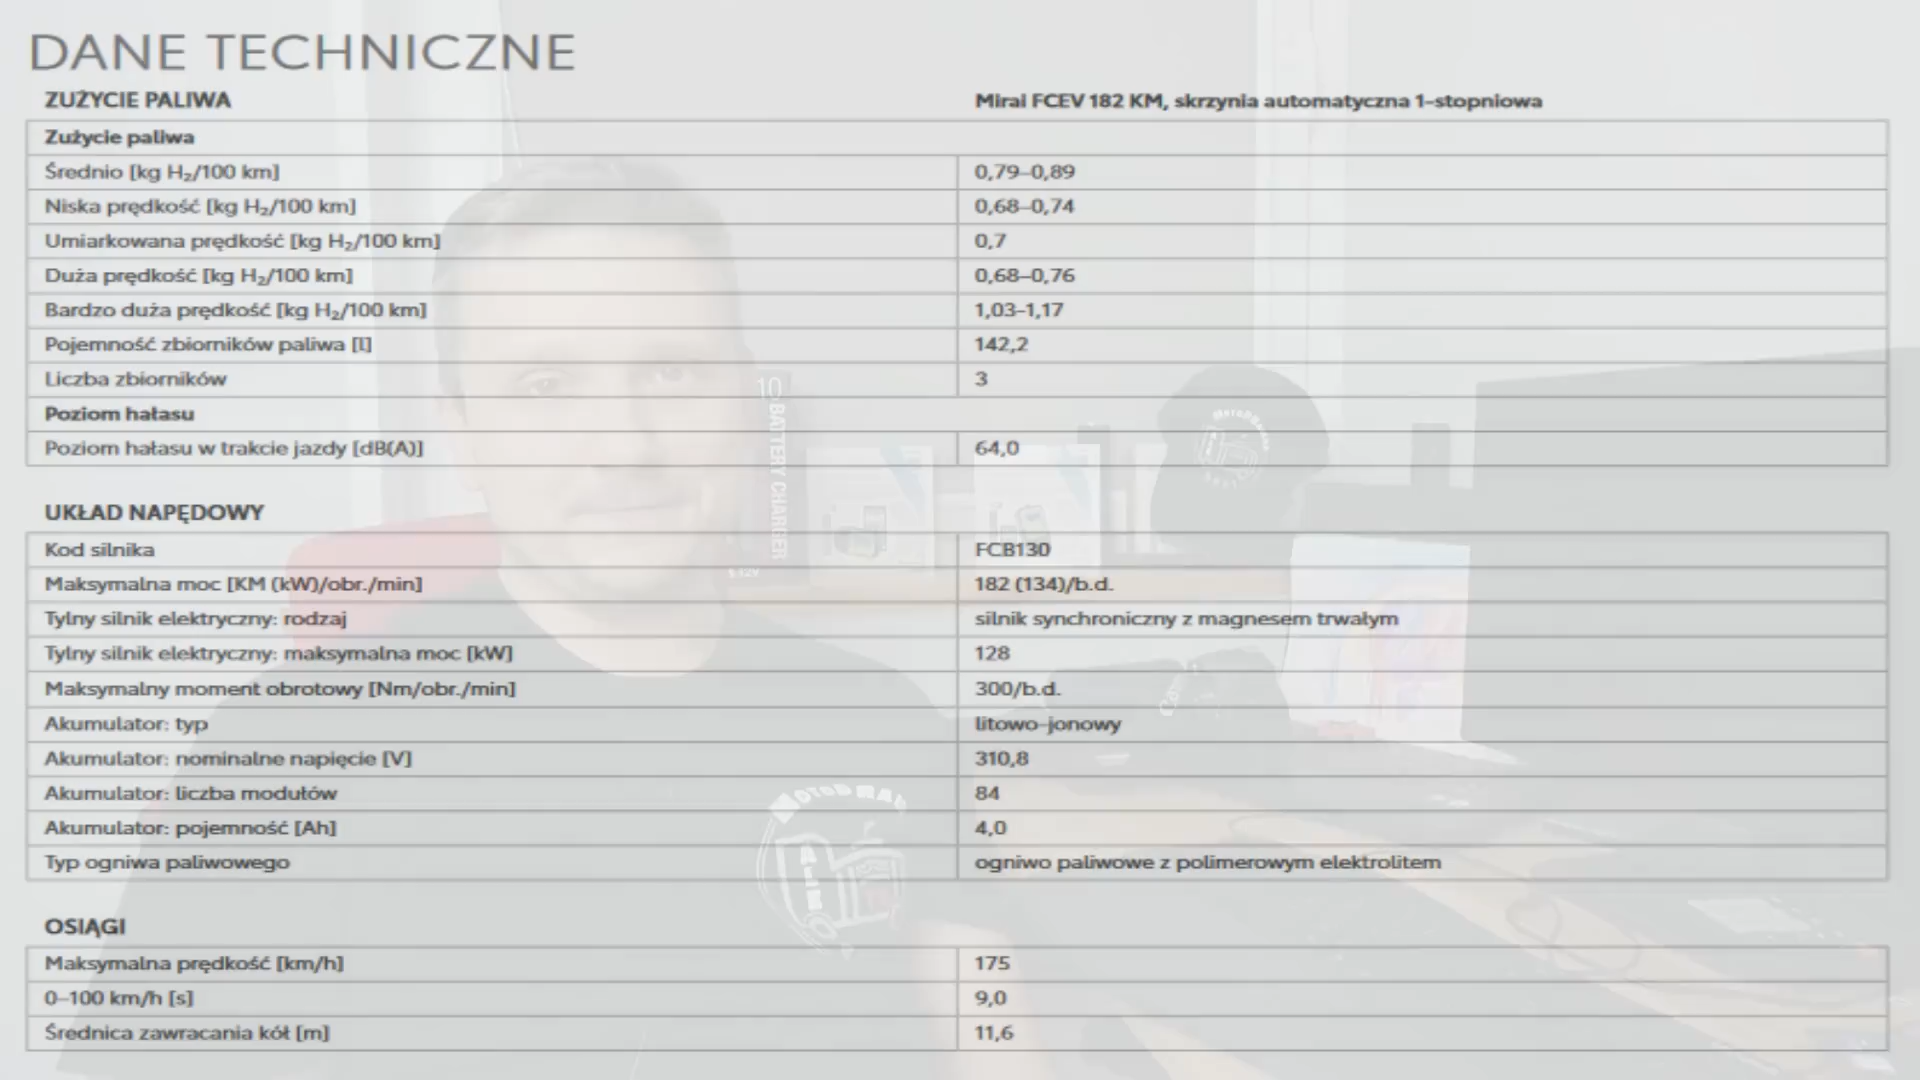 DANE TECHNICZNE
ZUŻYCIE PALIWA Mirai FCEV 182 KM, skrzynia automatyczna 1-stopniowa
Zużycie paliwa
Średnio [kg H₂/100 km] 0,79–0,89
Niska prędkość [kg H₂/100 km] 0,68–0,74
Umiarkowana prędkość [kg H₂/100 km] 0,7
Duża prędkość [kg H₂/100 km] 0,68–0,76
Bardzo duża prędkość [kg H₂/100 km] 1,03–1,17
Pojemność zbiorników paliwa [l] 142,2
Liczba zbiorników 3
Poziom hałasu
Poziom hałasu w trakcie jazdy [dB(A)] 64,0
10 BATTERY CHARGER
UKŁAD NAPĘDOWY
Kod silnika FCB130
Maksymalna moc [KM (kW)/obr./min] 182 (134)/b.d.
Tylny silnik elektryczny: rodzaj silnik synchroniczny z magnesem trwałym
Tylny silnik elektryczny: maksymalna moc [kW] 128
Maksymalny moment obrotowy [Nm/obr./min] 300/b.d.
Akumulator: typ litowo-jonowy
Akumulator: nominalne napięcie [V] 310,8
Akumulator: liczba modułów 84
Akumulator: pojemność [Ah] 4,0
Typ ogniwa paliwowego ogniwo paliwowe z polimerowym elektrolitem
OSIĄGI
Maksymalna prędkość [km/h] 175
0–100 km/h [s] 9,0
Średnica zawracania kół [m] 11,6